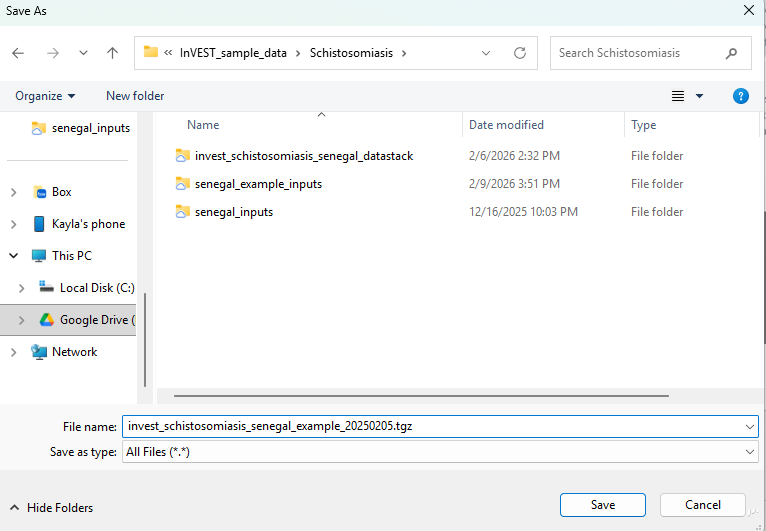 Save As
« InVEST_sample_data > Schistosomiasis >
Search Schistosomiasis
Organize New folder ?
senegal_inputs
Box
Kayla's phone
This PC
Local Disk (C:)
Google Drive (
Network
Name Date modified Type
invest_schistosomiasis_senegal_datastack 2/6/2026 2:32 PM File folder
senegal_example_inputs 2/9/2026 3:51 PM File folder
senegal_inputs 12/16/2025 10:03 PM File folder
File name: invest_schistosomiasis_senegal_example_20250205.tgz
Save as type: All Files (*.*)
Hide Folders Save Cancel